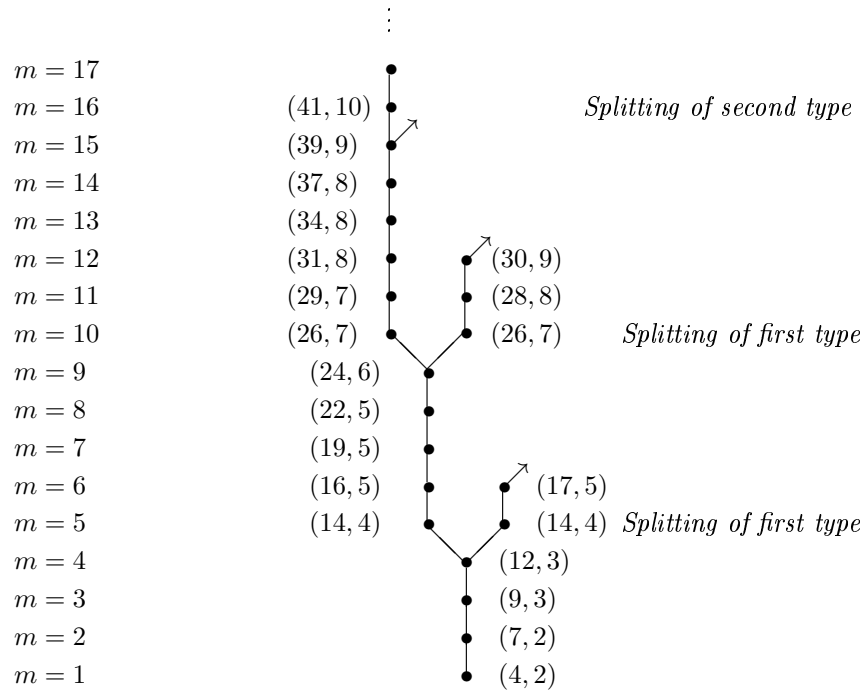 m = 17
m = 16 (41, 10) Splitting of second type
m = 15 (39, 9)
m = 14 (37, 8)
m = 13 (34, 8)
m = 12 (31, 8) (30, 9)
m = 11 (29, 7) (28, 8)
m = 10 (26, 7) (26, 7) Splitting of first type
m = 9 (24, 6)
m = 8 (22, 5)
m = 7 (19, 5)
m = 6 (16, 5) (17, 5)
m = 5 (14, 4) (14, 4) Splitting of first type
m = 4 (12, 3)
m = 3 (9, 3)
m = 2 (7, 2)
m = 1 (4, 2)